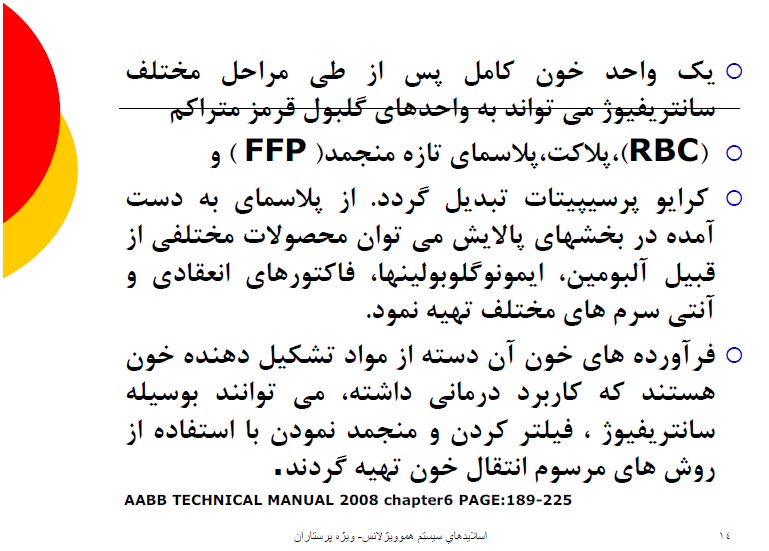 یک واحد خون کامل پس از طی مراحل مختلف
سانتریفیوژ می تواند به واحدهای گلبول قرمز متراکم
(RBC)،پلاکت،پلاسمای تازه منجمد( FFP ) و
کرایو پرسیپیتات تبدیل گردد. از پلاسمای به دست
آمده در بخشهای پالایش می توان محصولات مختلفی از
قبیل آلبومین، ایمونوگلوبولینها، فاکتورهای انعقادی و
آنتی سرم های مختلف تهیه نمود.
فرآورده های خون آن دسته از مواد تشکیل دهنده خون
هستند که کاربرد درمانی داشته، می توانند بوسیله
سانتریفیوژ ، فیلتر کردن و منجمد نمودن با استفاده از
روش های مرسوم انتقال خون تهیه گردند.
AABB TECHNICAL MANUAL 2008 chapter6 PAGE:189-225
اسلایدهاي سیستم هموویژلانس- ویژه پرستاران
١٤